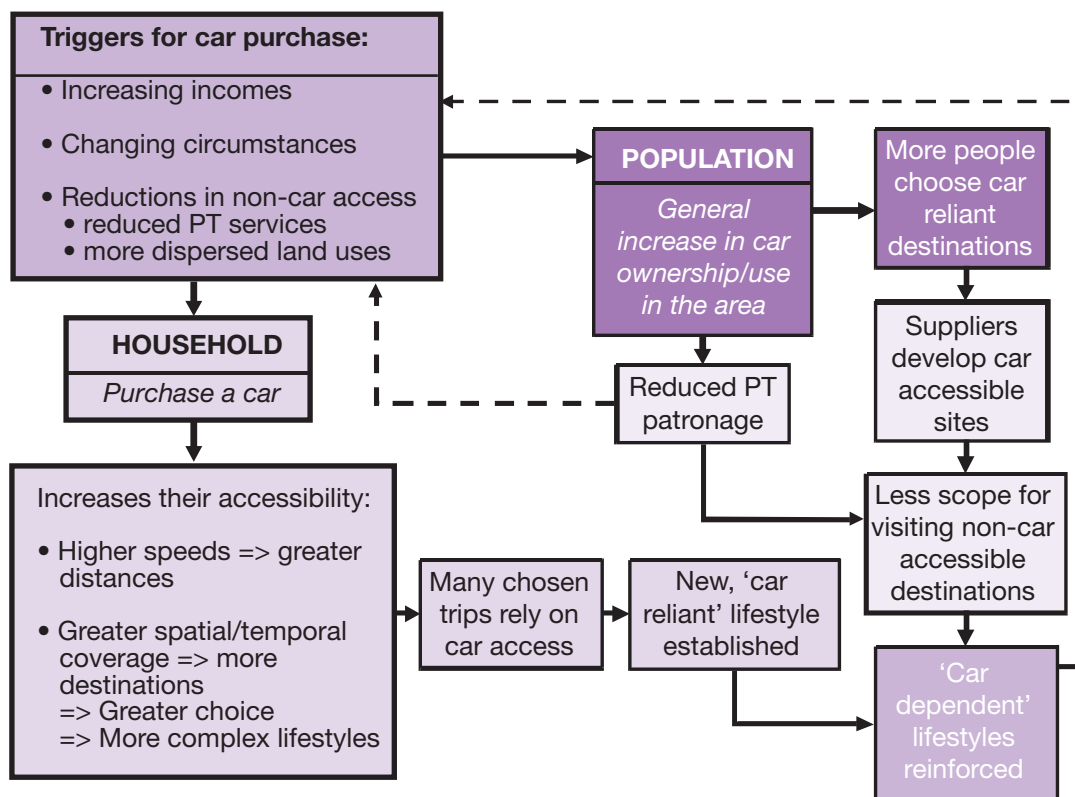 Triggers for car purchase:
• Increasing incomes
• Changing circumstances
• Reductions in non-car access
• reduced PT services
• more dispersed land uses
HOUSEHOLD
Purchase a car
Increases their accessibility:
• Higher speeds => greater
distances
• Greater spatial/temporal
coverage => more
destinations
=> Greater choice
=> More complex lifestyles
Many chosen
trips rely on
car access
New, ‘car
reliant’ lifestyle
established
POPULATION
General
increase in car
ownership/use
in the area
Reduced PT
patronage
More people
choose car
reliant
destinations
Suppliers
develop car
accessible
sites
Less scope for
visiting non-car
accessible
destinations
‘Car
dependent’
lifestyles
reinforced